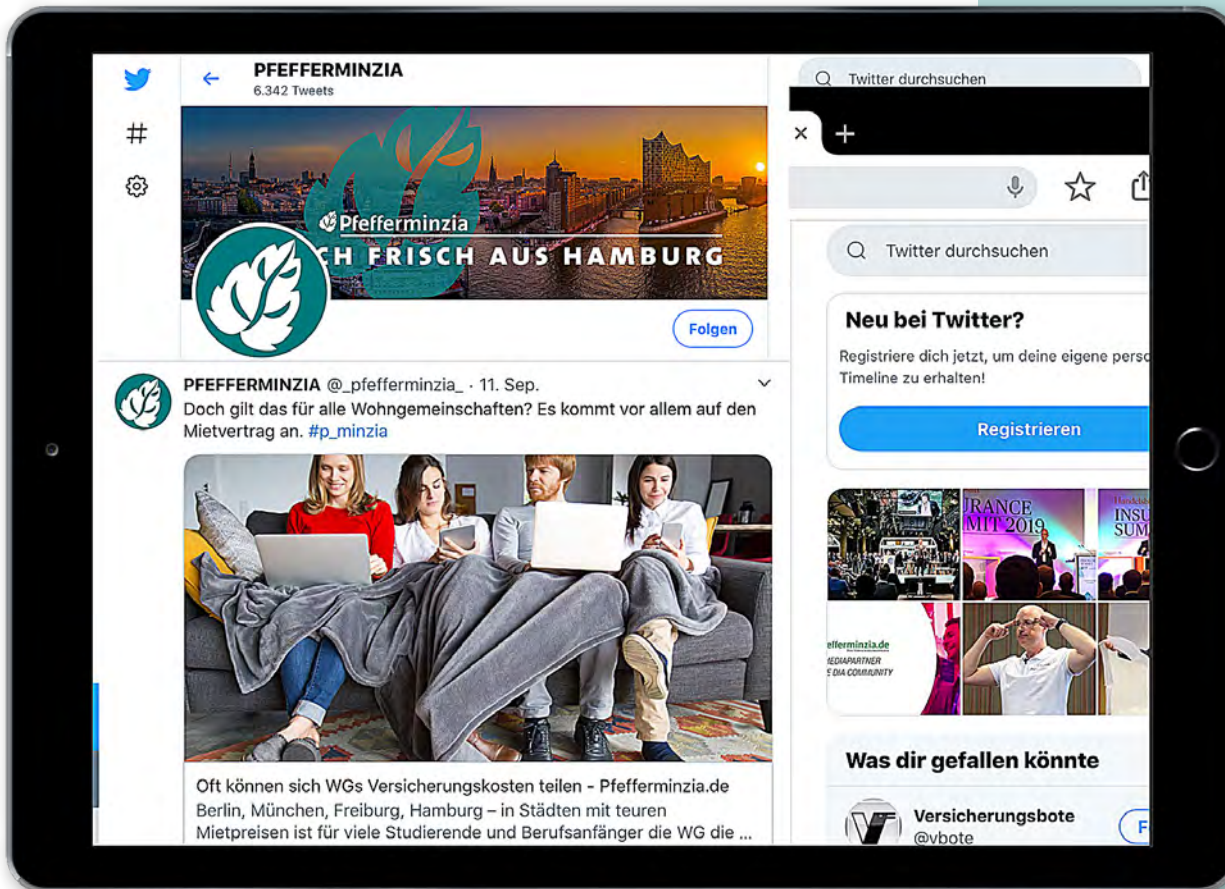 PFEFFERMINZIA
6.342 Tweets
Pfefferminzia
CH FRISCH AUS HAMBURG
Folgen
PFEFFERMINZIA @_pfefferminzia_ · 11. Sep.
Doch gilt das für alle Wohngemeinschaften? Es kommt vor allem auf den
Mietvertrag an. #p_minzia
Oft können sich WGs Versicherungskosten teilen – Pfefferminzia.de
Berlin, München, Freiburg, Hamburg – in Städten mit teuren
Mietpreisen ist für viele Studierende und Berufsanfänger die WG die ...
Twitter durchsuchen
Twitter durchsuchen
Neu bei Twitter?
Registriere dich jetzt, um deine eigene perso
Timeline zu erhalten!
Registrieren
URANCE
MIT 2019
Handelsb
INSU
SUM
efferminzia.de
MEDIAPARTNER
E DIA COMMUNITY
Was dir gefallen könnte
VF
Versicherungsbote
@vbote
F